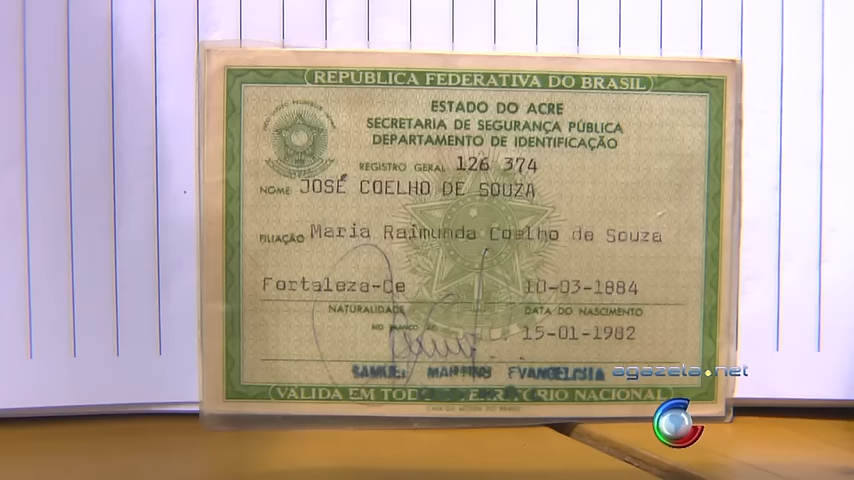 REPÚBLICA FEDERATIVA DO BRASIL
ESTADO DO ACRE
SECRETARIA DE SEGURANÇA PÚBLICA
DEPARTAMENTO DE IDENTIFICAÇÃO
REGISTRO GERAL 126 374
NOME JOSÉ COELHO DE SOUZA
FILIAÇÃO Maria Raimunda Coelho de Souza
Fortaleza-Ce 10-03-1884
NATURALIDADE DATA DO NASCIMENTO
15-01-1982
SAMUEL MARTINS EVANGELISTA
agazeta.net
VÁLIDA EM TODO TERRITÓRIO NACIONAL